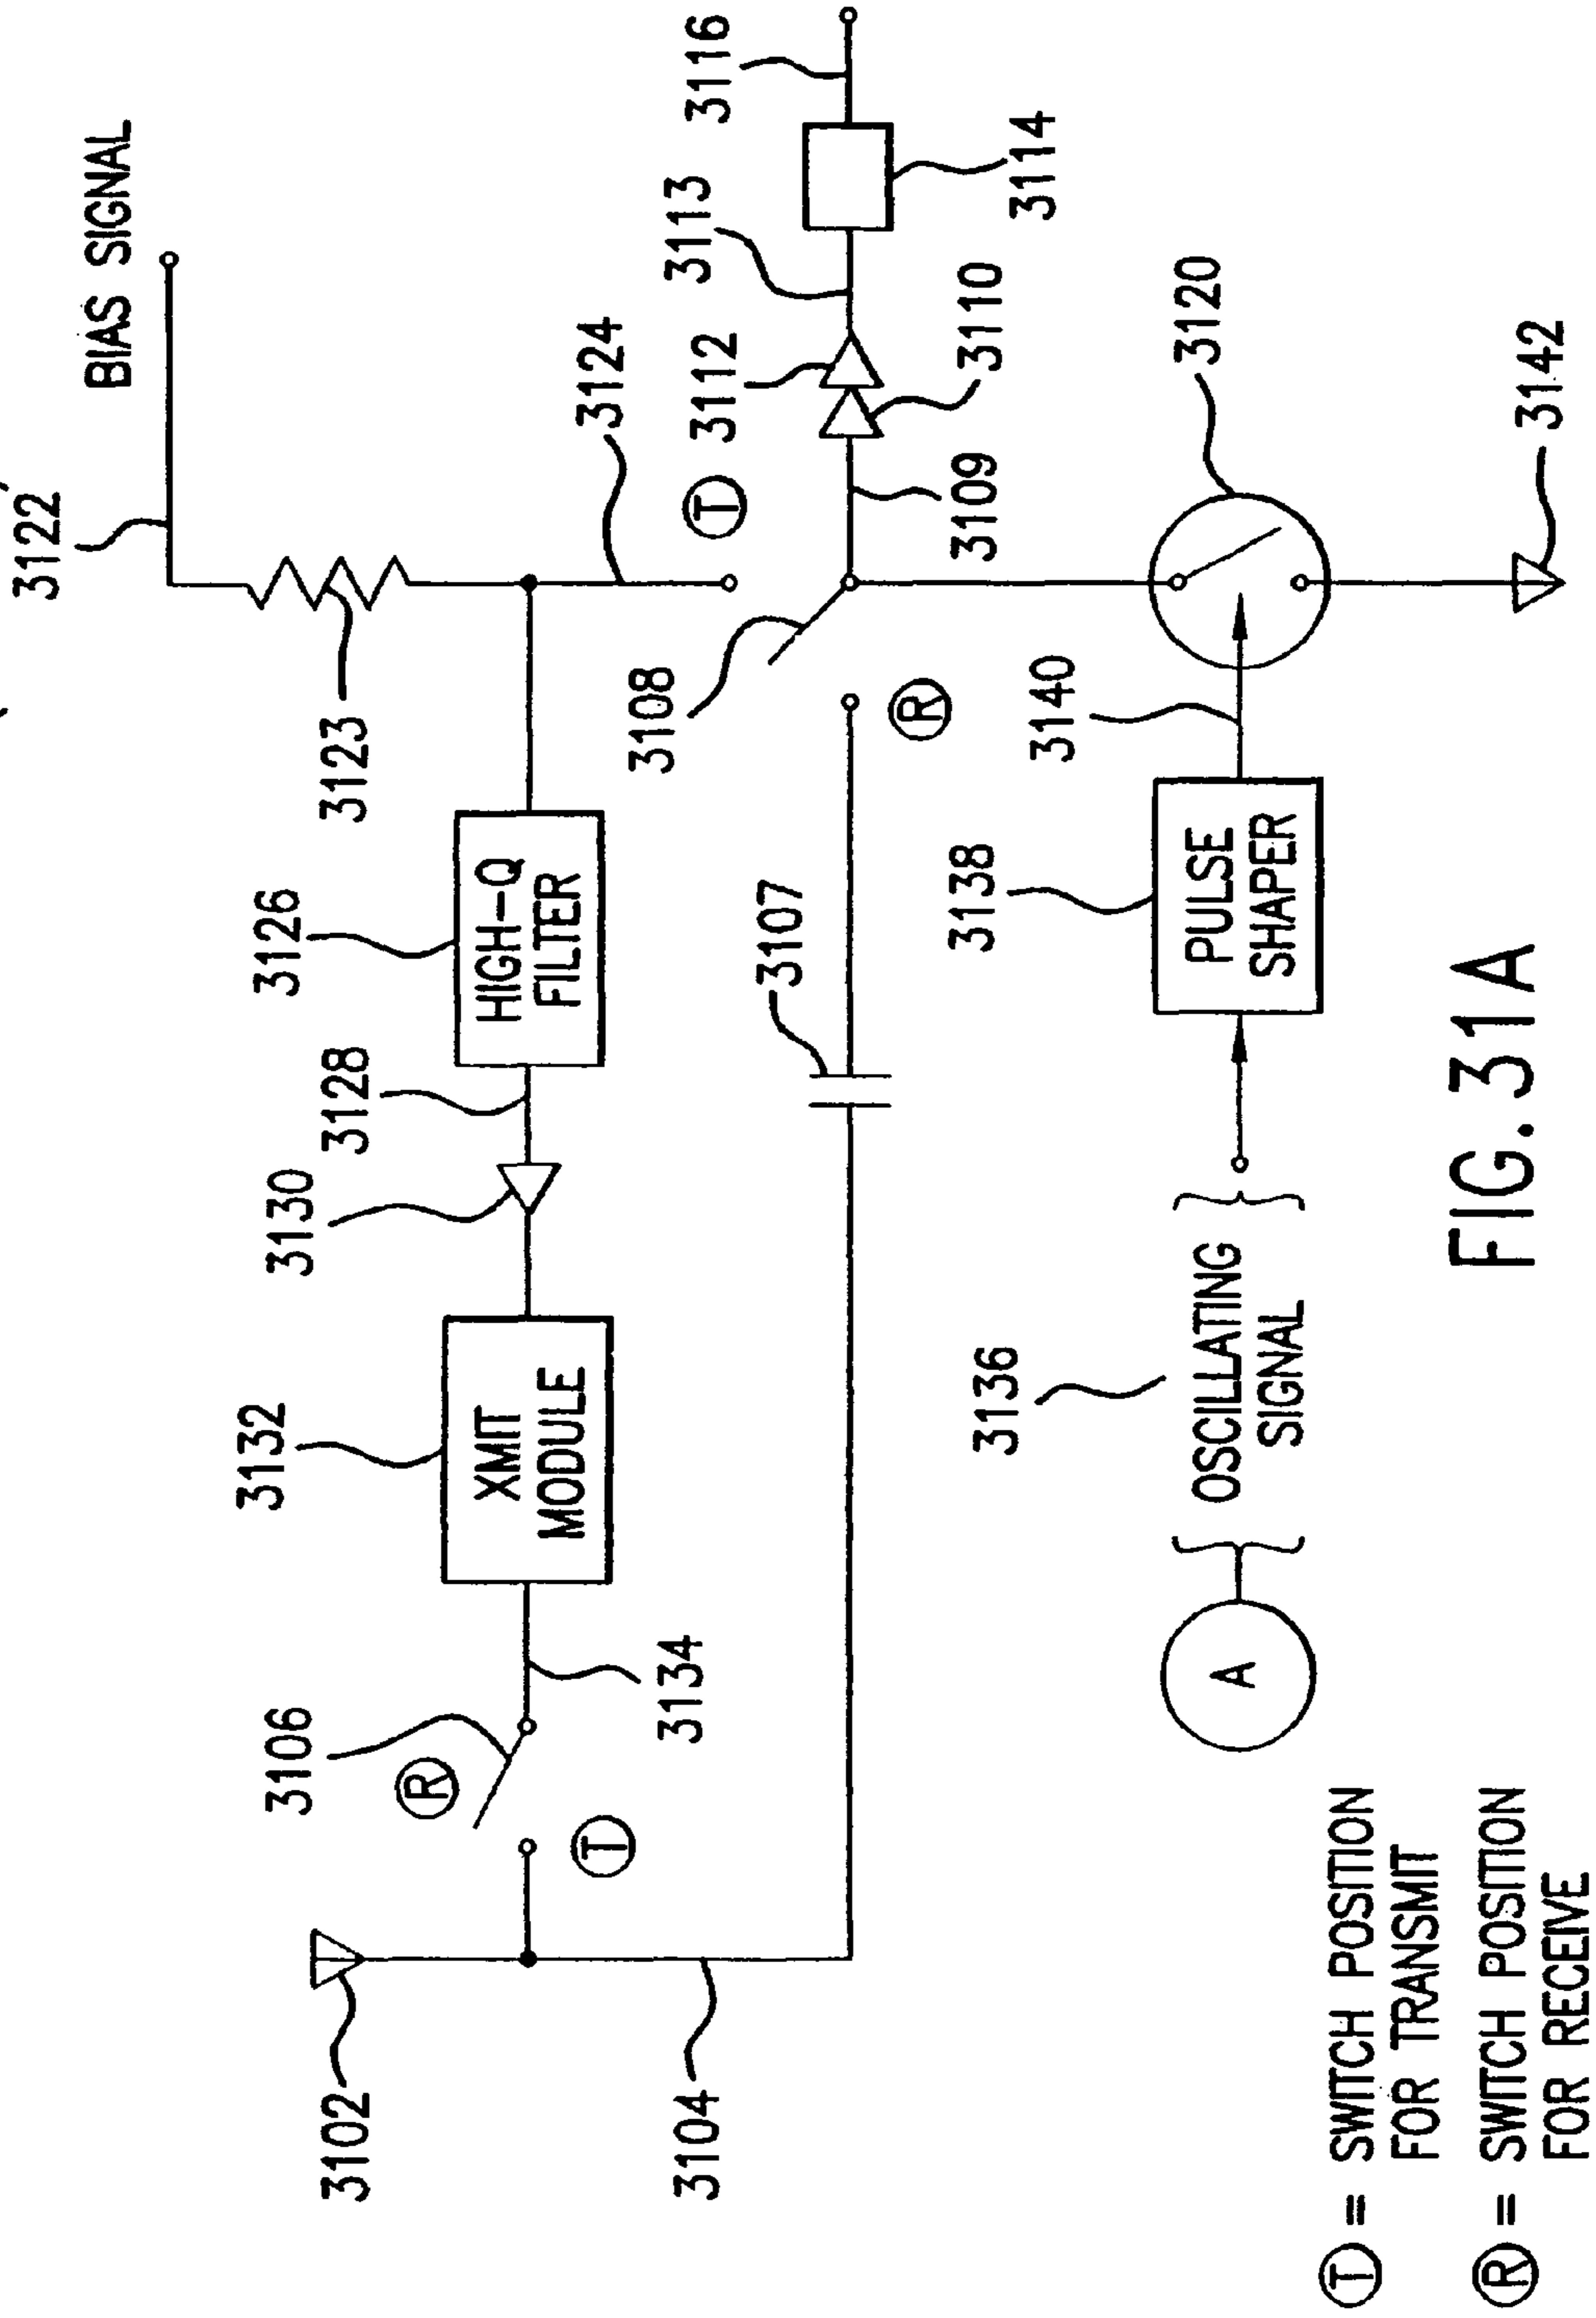 3122
BIAS SIGNAL
3123
3124
3116
3113
3112
3114
3110
3109
T
3108
R
3120
3142
3126
HIGH-Q
FILTER
3128
3130
3132
XMIT
MODULE
3134
3106
R
T
3102
3104
3107
3140
3138
PULSE
SHAPER
3136
OSCILLATING
SIGNAL
A
T = SWITCH POSITION
FOR TRANSMIT
R = SWITCH POSITION
FOR RECEIVE
FIG. 31A